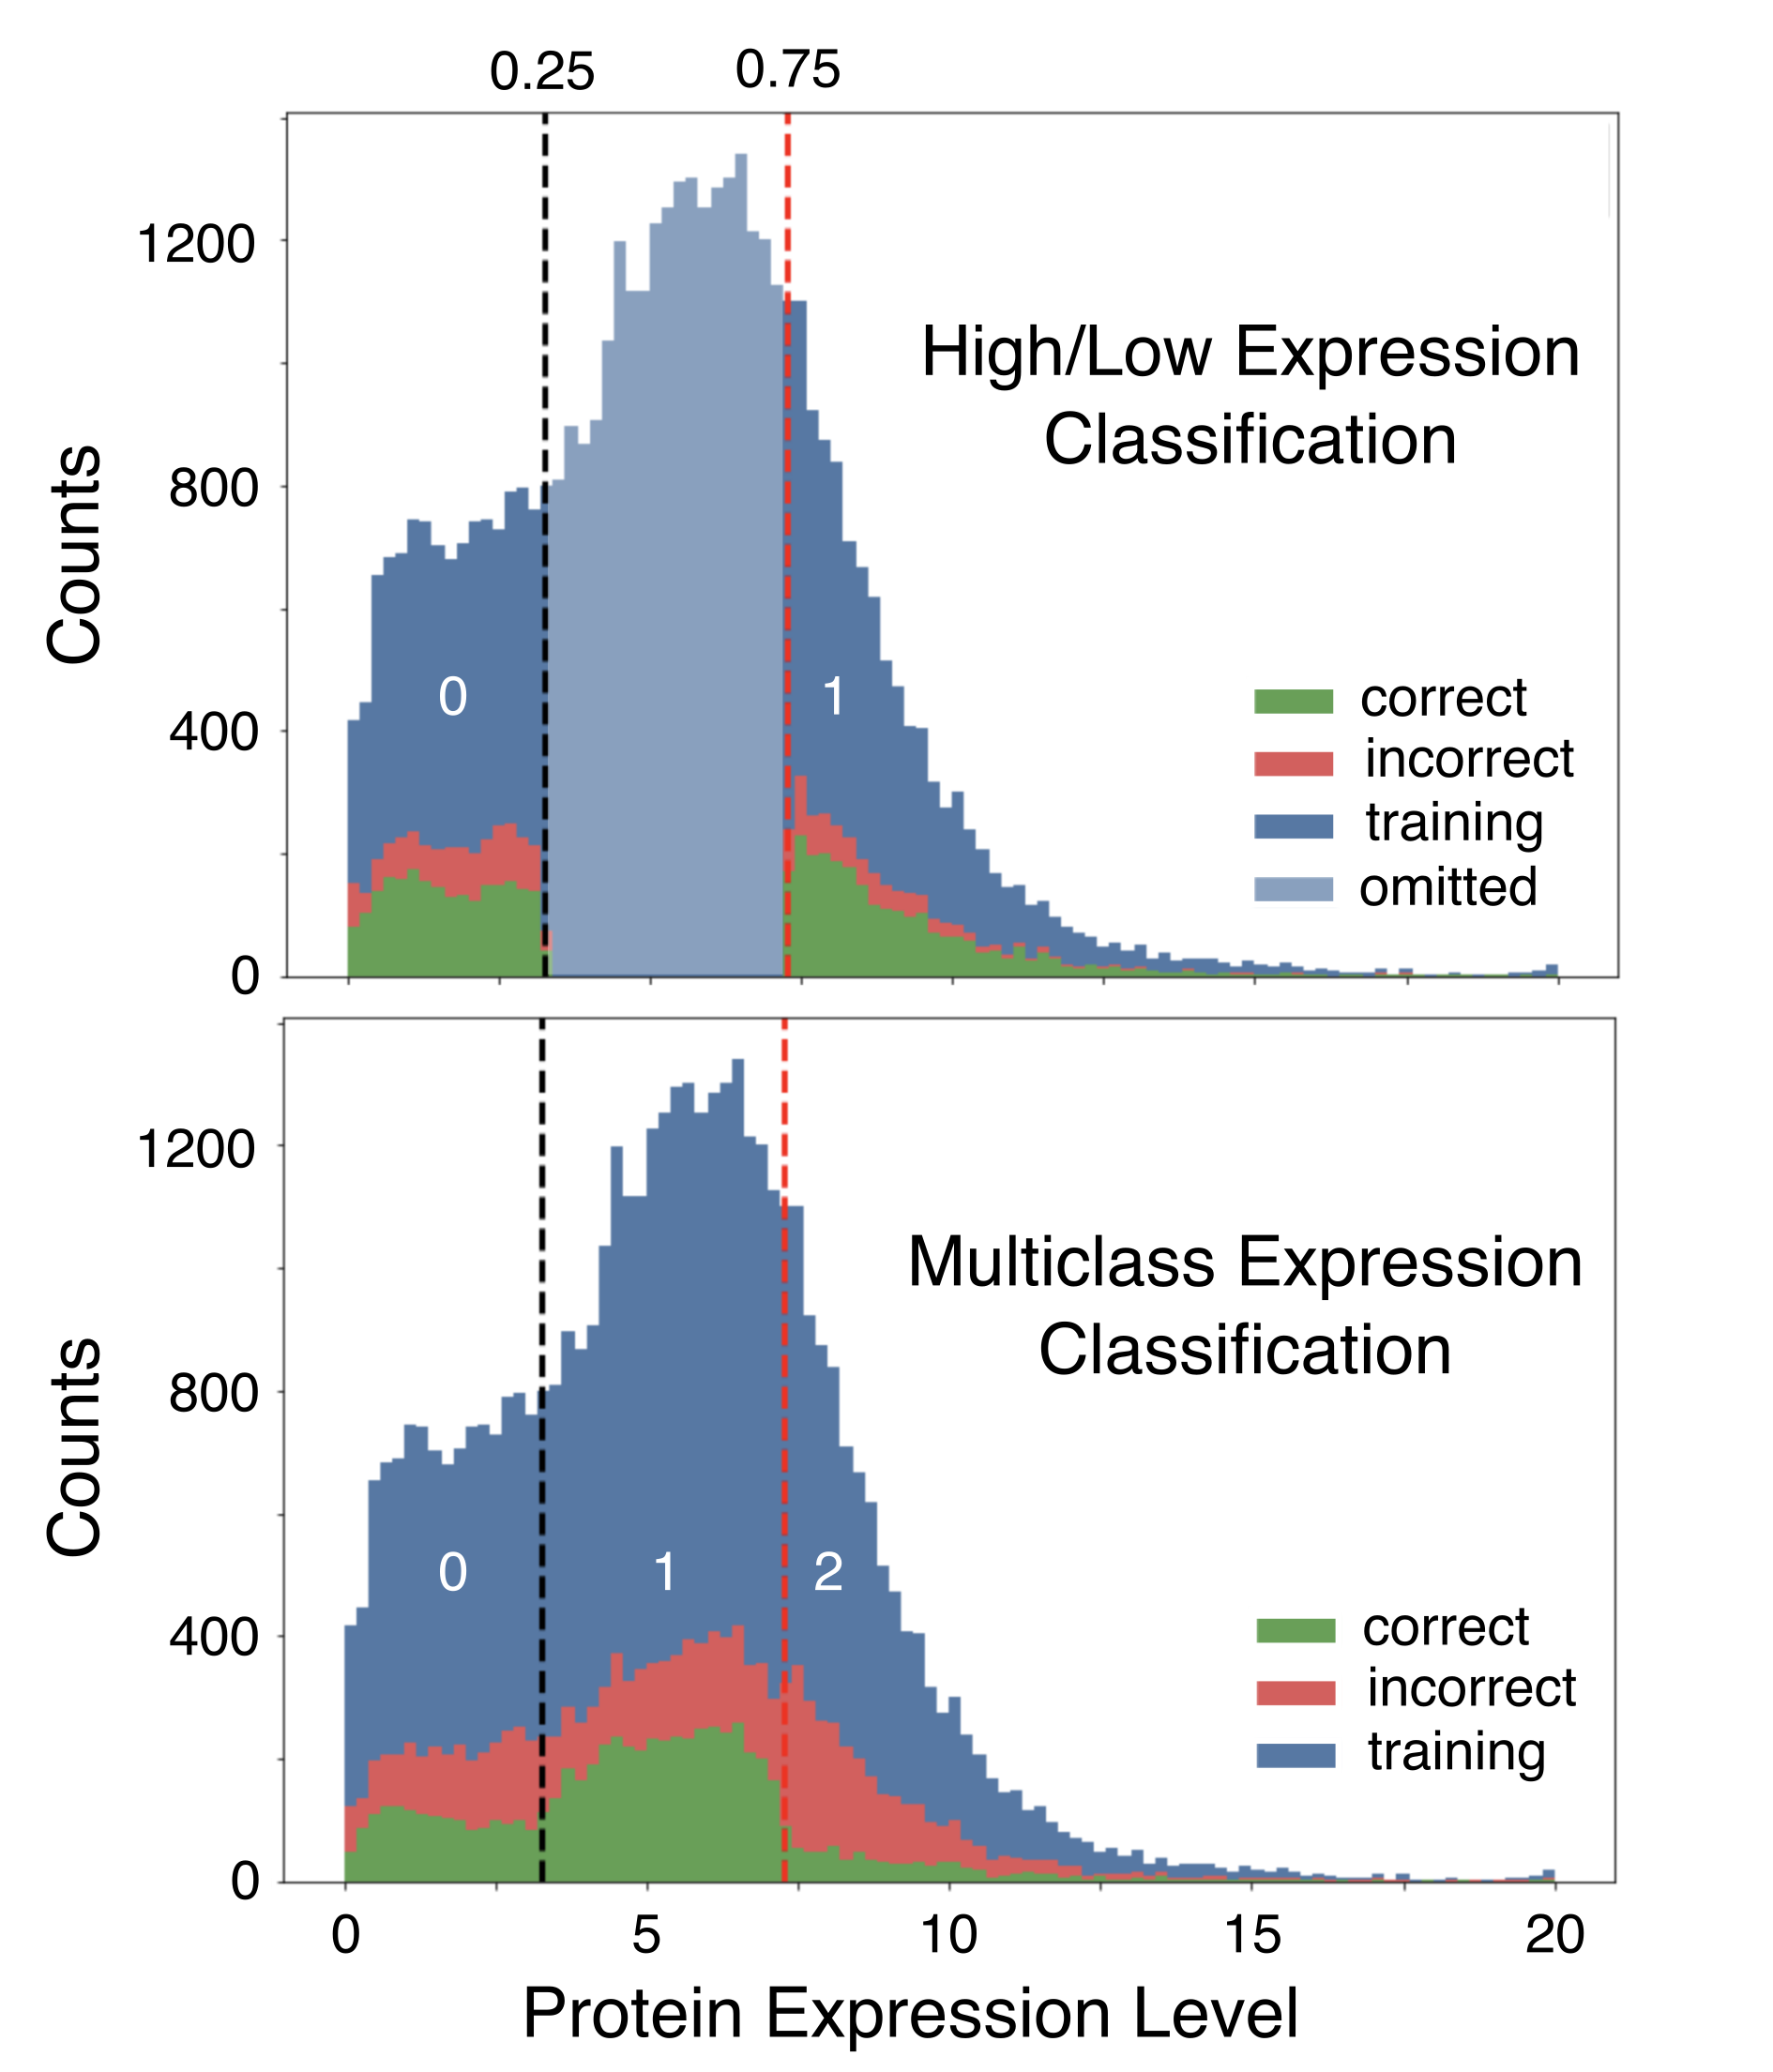 0.25 0.75
1200
800
400
0
Counts
High/Low Expression
Classification
0
1
correct
incorrect
training
omitted
1200
800
400
0
Counts
Multiclass Expression
Classification
0
1
2
correct
incorrect
training
0 5 10 15 20
Protein Expression Level